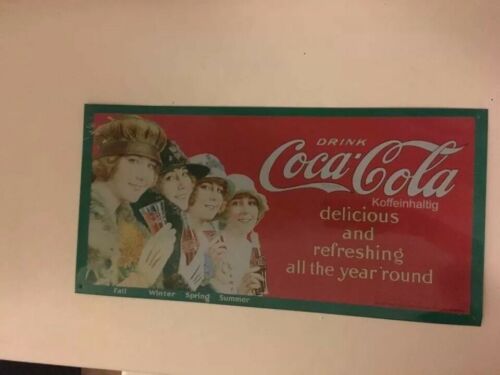 DRINK
Coca-Cola
Koffeinhaltig
delicious
and
refreshing
all the year 'round
Fall Winter Spring Summer